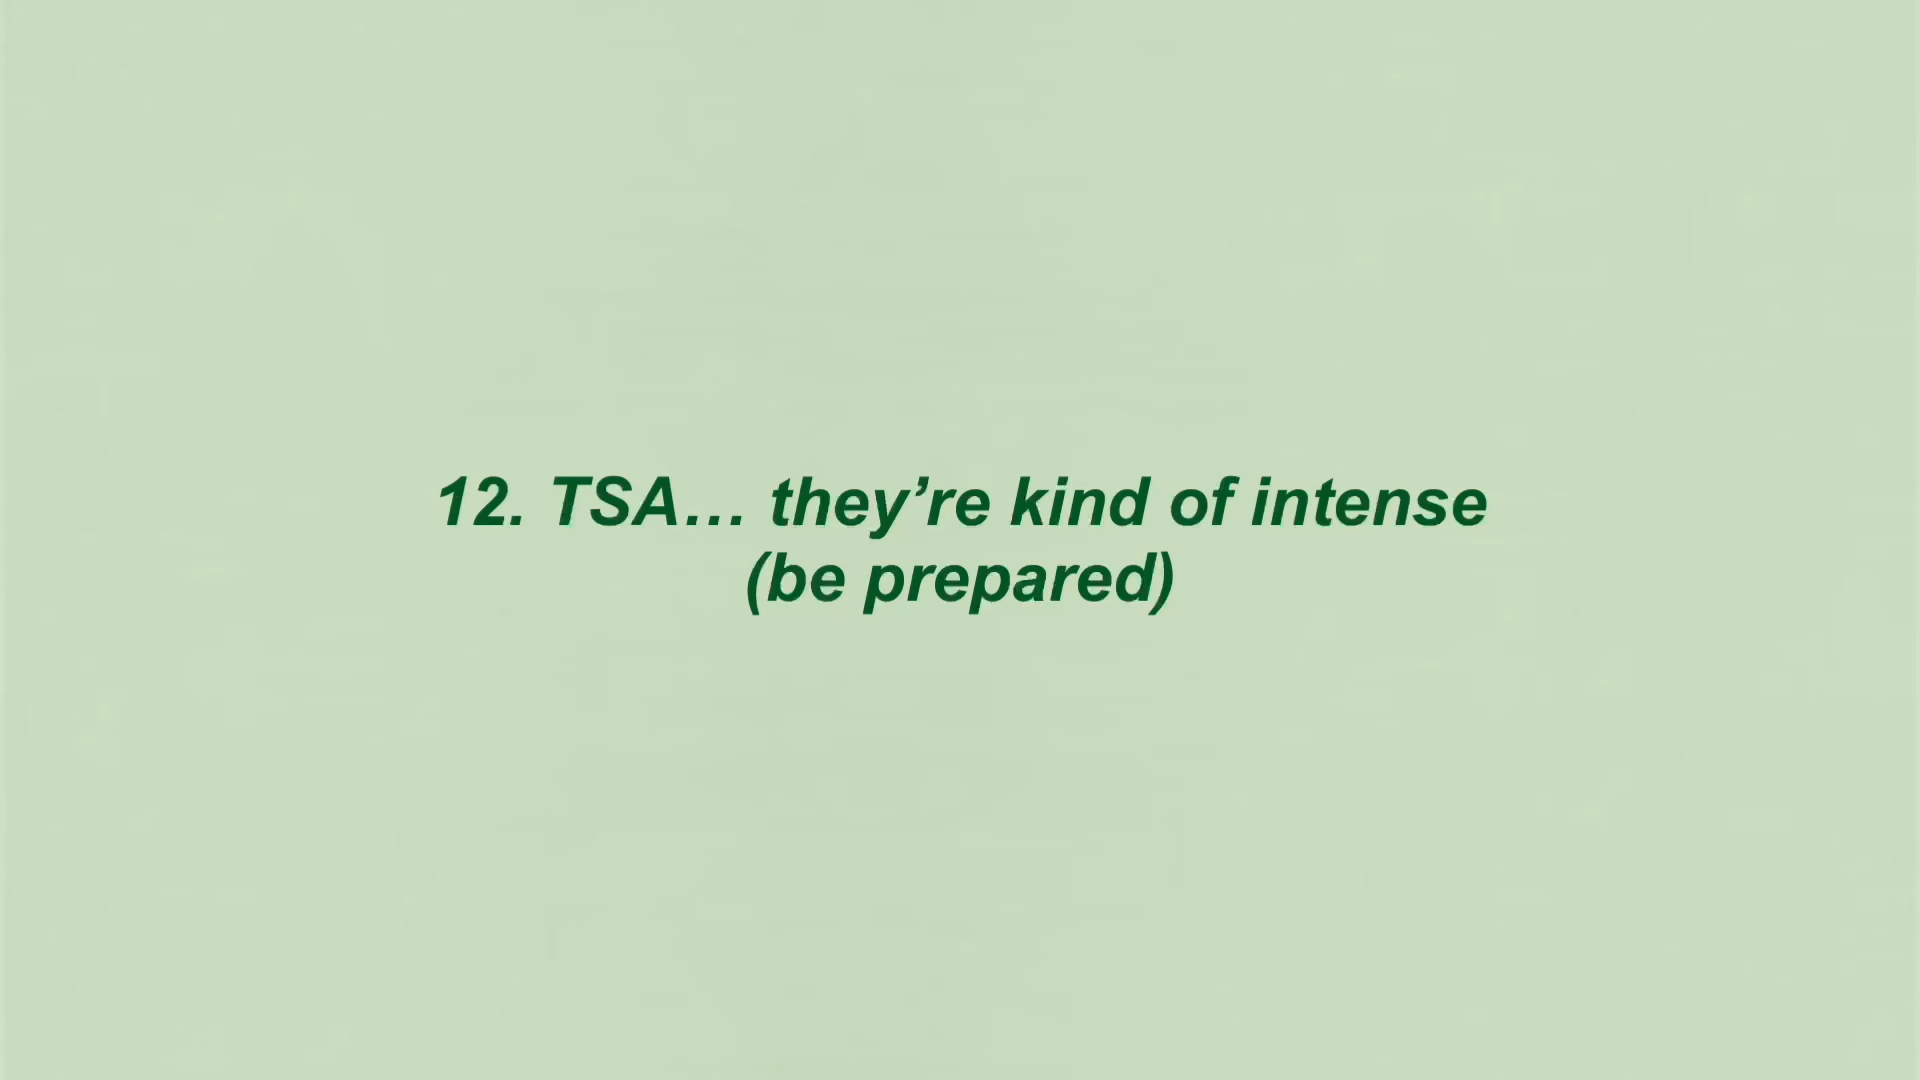 12. TSA… they’re kind of intense
(be prepared)